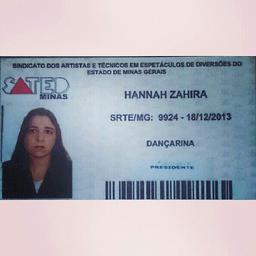 SINDICATO DOS ARTISTAS E TÉCNICOS EM ESPETÁCULOS DE DIVERSÕES DO
ESTADO DE MINAS GERAIS
SATED
MINAS
HANNAH ZAHIRA
SRTE/MG: 9924 - 18/12/2013
DANÇARINA
PRESIDENTE